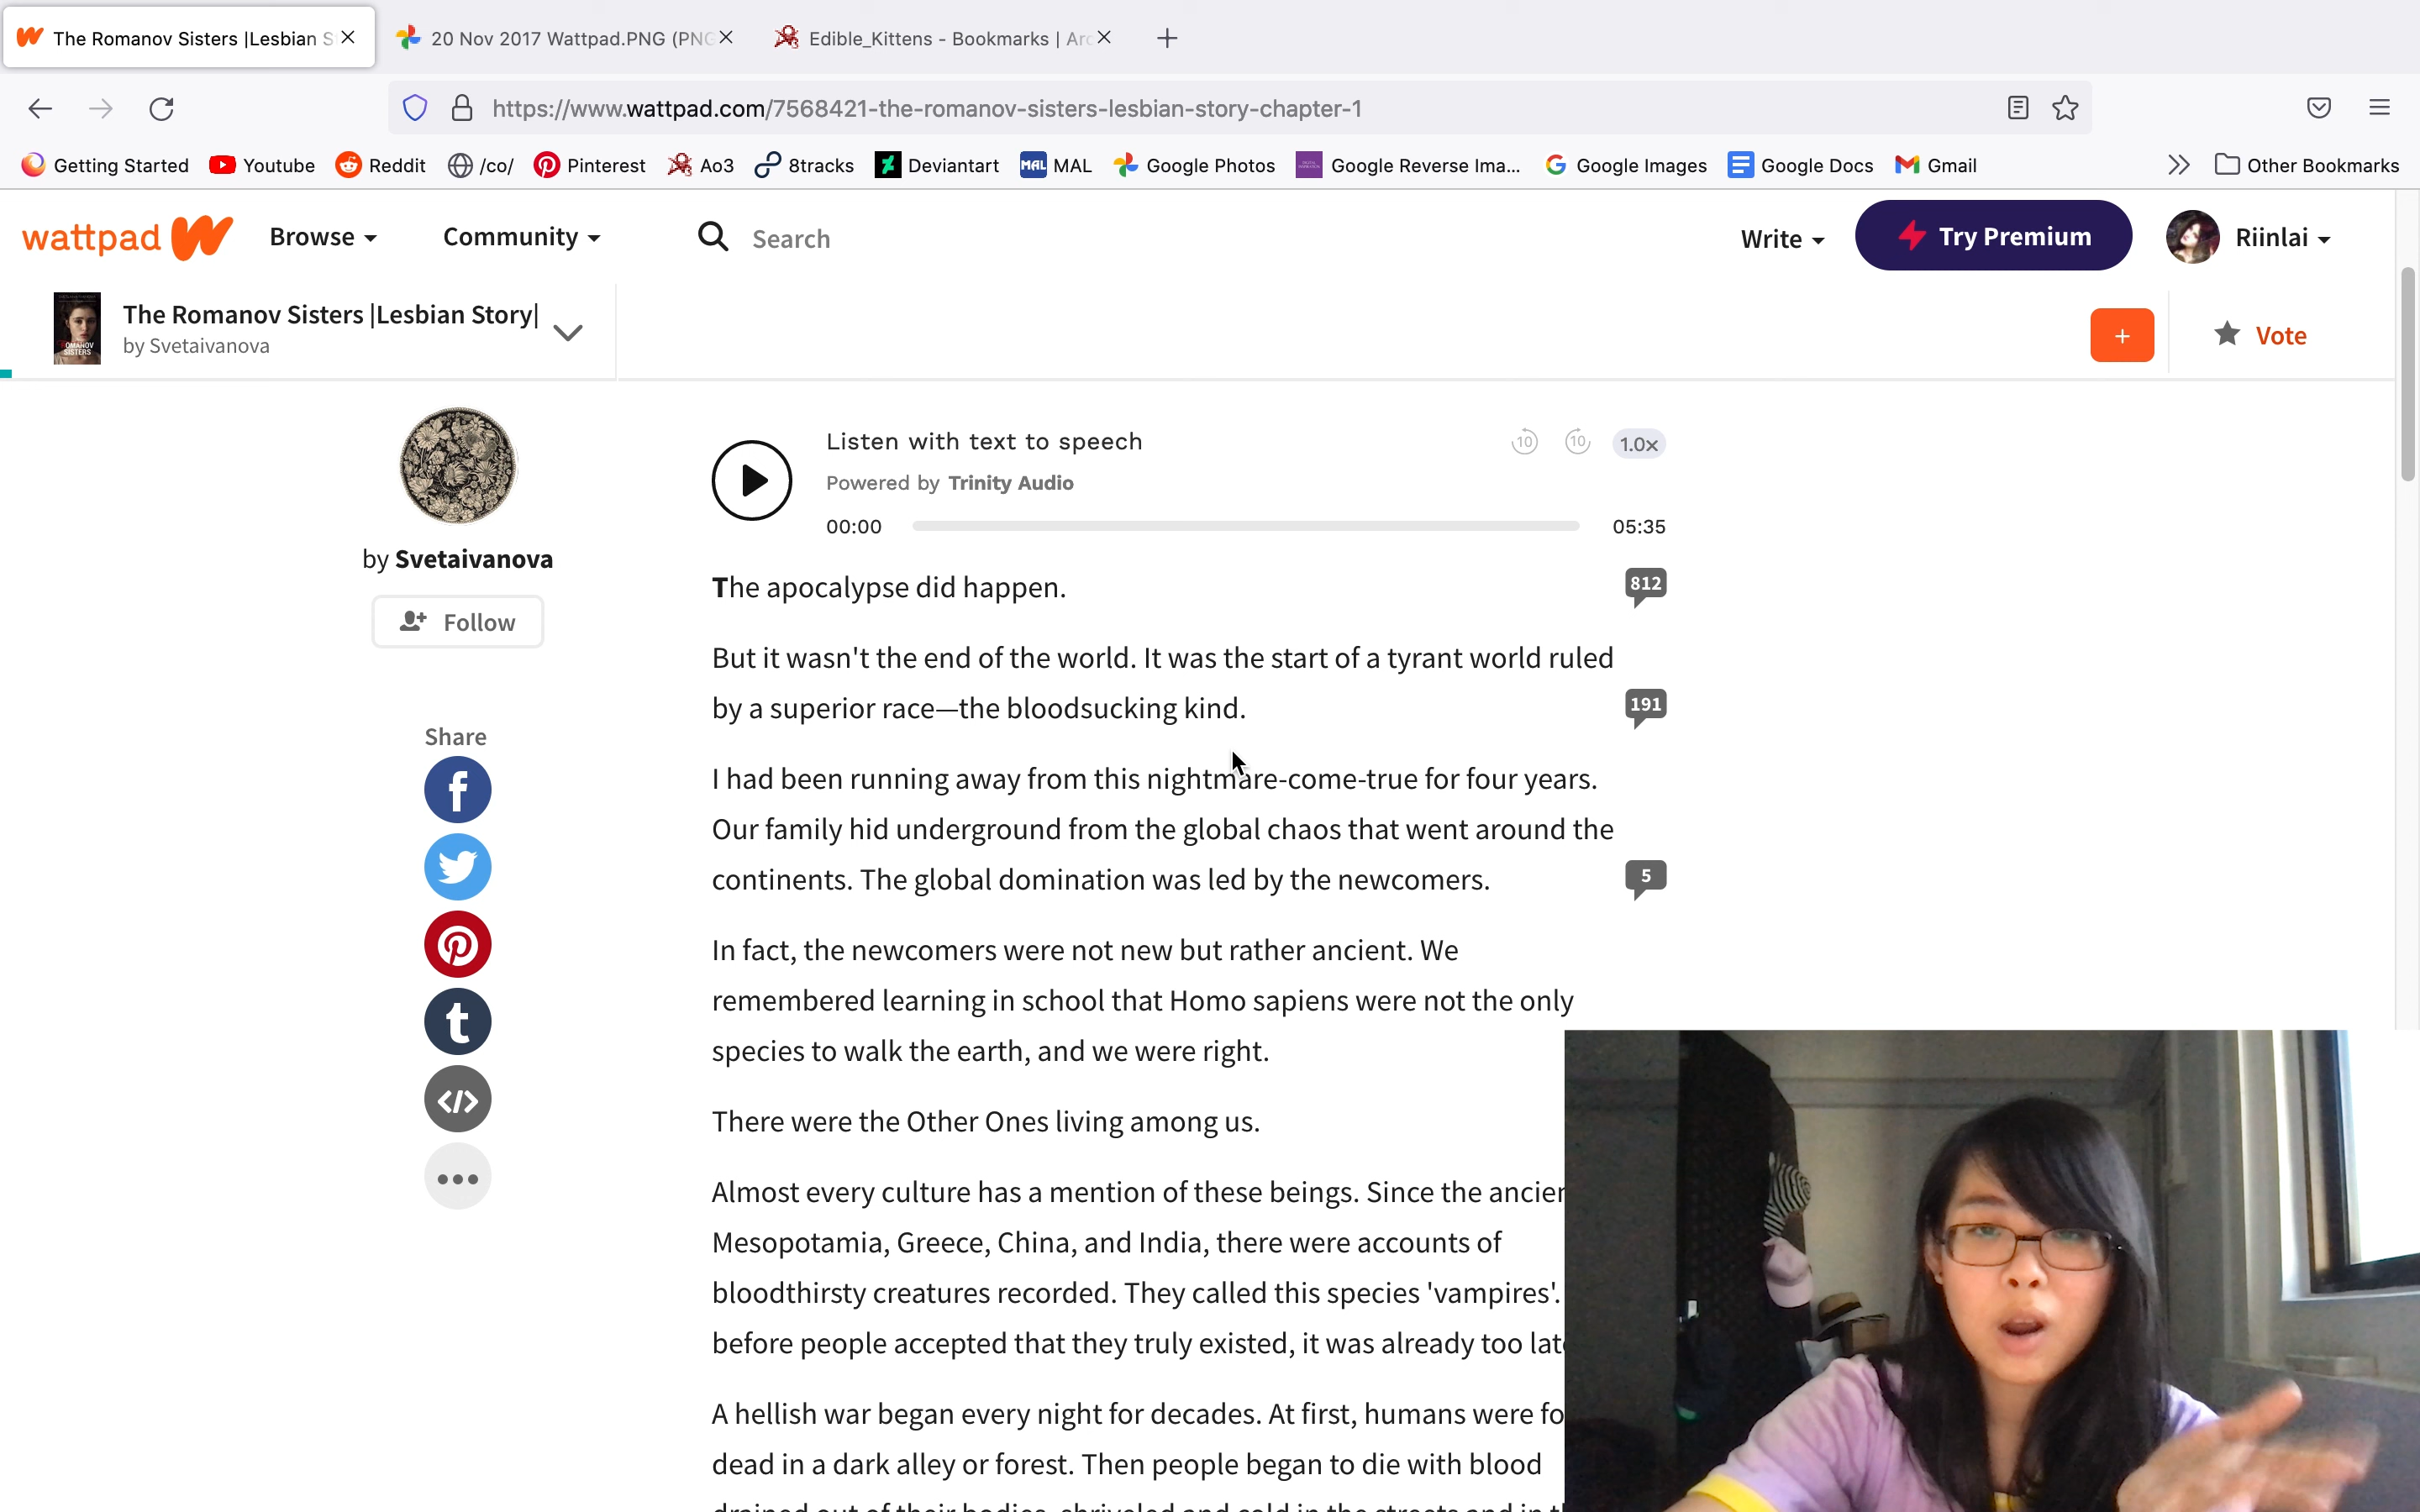 The Romanov Sisters |Lesbian S
20 Nov 2017 Wattpad.PNG (PNG
Edible_Kittens - Bookmarks | Arc
https://www.wattpad.com/7568421-the-romanov-sisters-lesbian-story-chapter-1
Getting Started Youtube Reddit /co/ Pinterest Ao3 8tracks Deviantart MAL MAL Google Photos Google Reverse Ima... Google Images Google Docs Gmail Other Bookmarks
wattpad Browse Community Search Write Try Premium Riinlai
The Romanov Sisters |Lesbian Story|
by Svetaivanova
ROMANOV
SISTERS
+ Vote
by Svetaivanova
Follow
Share
Listen with text to speech
10 10 1.0x
Powered by Trinity Audio
00:00 05:35
The apocalypse did happen.
812
But it wasn't the end of the world. It was the start of a tyrant world ruled
by a superior race—the bloodsucking kind.
191
I had been running away from this nightmare-come-true for four years.
Our family hid underground from the global chaos that went around the
continents. The global domination was led by the newcomers.
5
In fact, the newcomers were not new but rather ancient. We
remembered learning in school that Homo sapiens were not the only
species to walk the earth, and we were right.
There were the Other Ones living among us.
Almost every culture has a mention of these beings. Since the ancien
Mesopotamia, Greece, China, and India, there were accounts of
bloodthirsty creatures recorded. They called this species 'vampires'.
before people accepted that they truly existed, it was already too late
A hellish war began every night for decades. At first, humans were fo
dead in a dark alley or forest. Then people began to die with blood